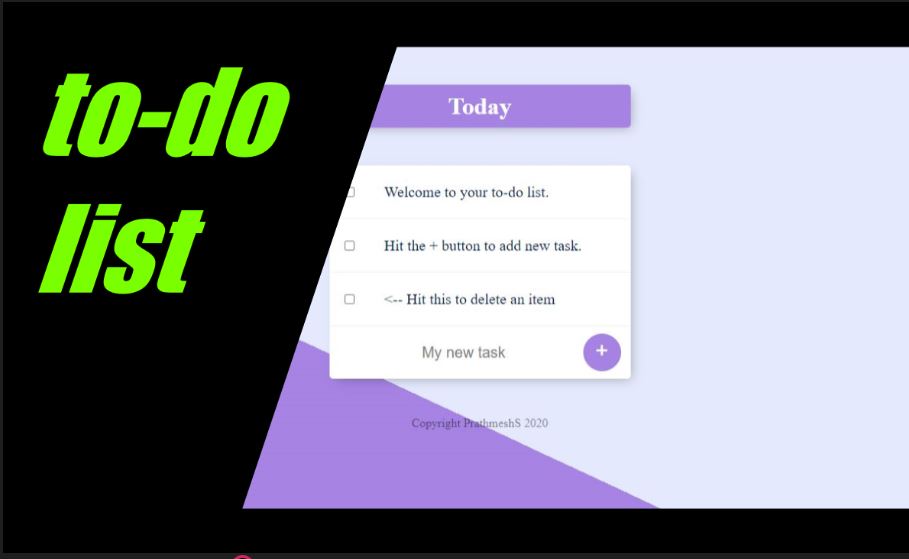 to-do
list
Today
Welcome to your to-do list.
Hit the + button to add new task.
<-- Hit this to delete an item
My new task
+
Copyright PrathmeshS 2020